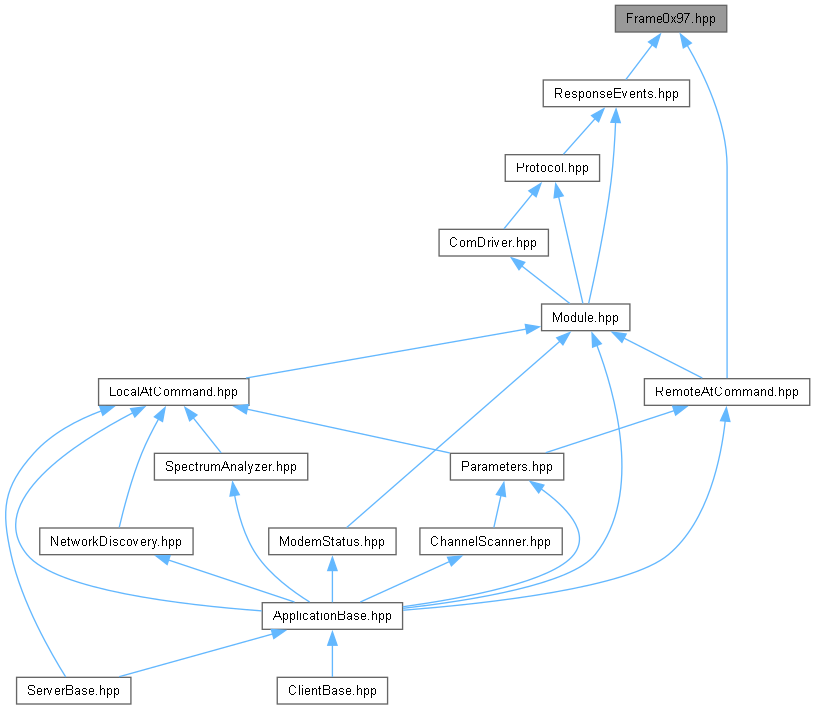 Frame0x97.hpp
ResponseEvents.hpp
Protocol.hpp
ComDriver.hpp
Module.hpp
LocalAtCommand.hpp
RemoteAtCommand.hpp
SpectrumAnalyzer.hpp
Parameters.hpp
NetworkDiscovery.hpp
ModemStatus.hpp
ChannelScanner.hpp
ApplicationBase.hpp
ServerBase.hpp
ClientBase.hpp